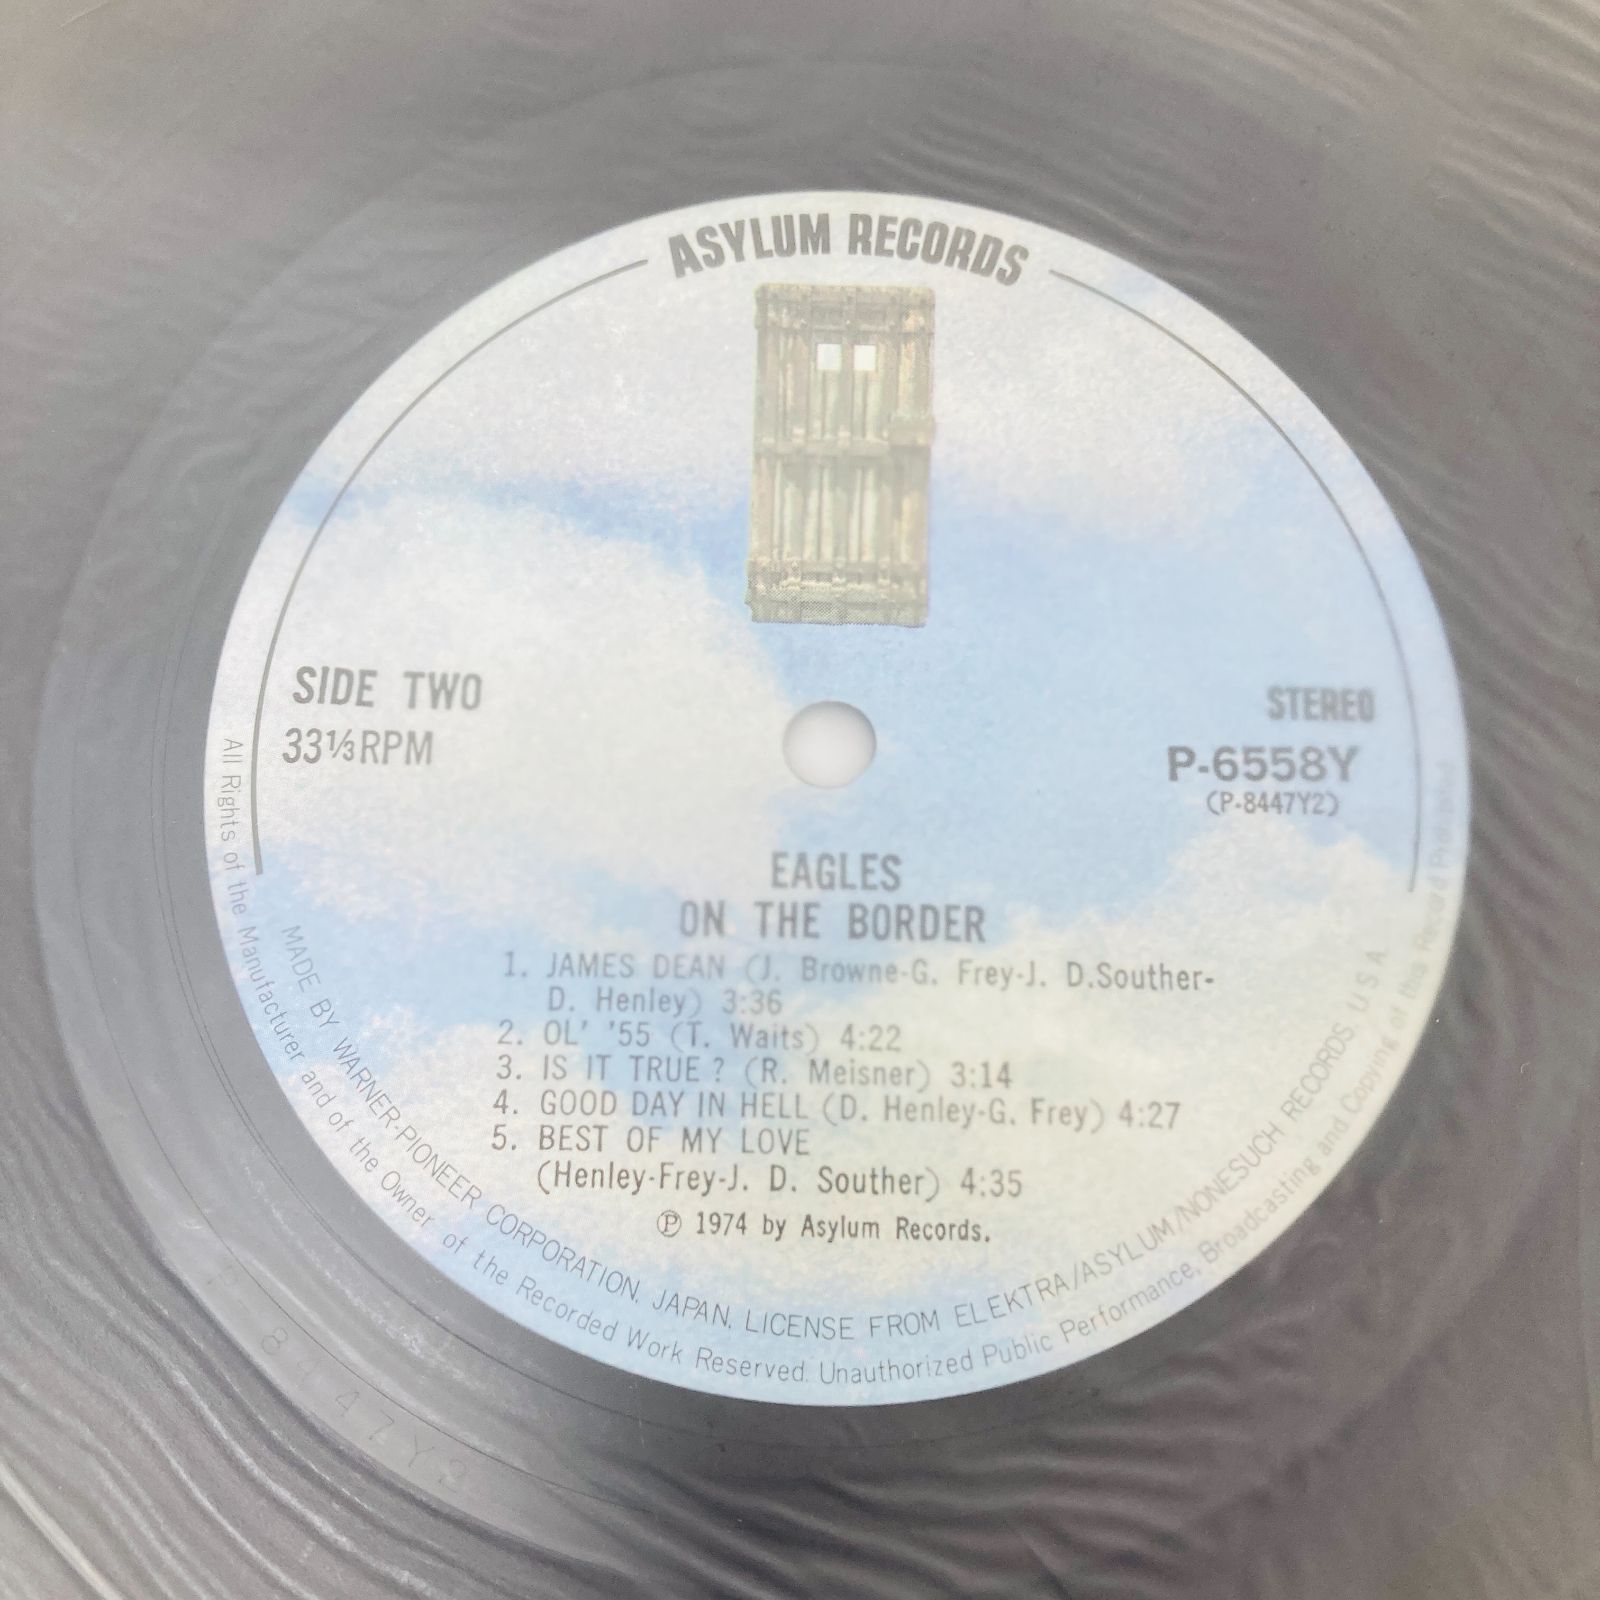 ASYLUM RECORDS
SIDE TWO
33⅓RPM
STEREO
P-6558Y
(P-8447Y2)
EAGLES
ON THE BORDER
1. JAMES DEAN (J. Browne-G. Frey-J. D.Souther-
D. Henley) 3:36
2. OL' '55 (T. Waits) 4:22
3. IS IT TRUE? (R. Meisner) 3:14
4. GOOD DAY IN HELL (D. Henley-G. Frey) 4:27
5. BEST OF MY LOVE
(Henley-Frey-J. D. Souther) 4:35
Ⓟ 1974 by Asylum Records.
MADE BY WARNER-PIONEER CORPORATION, JAPAN, LICENSE FROM ELEKTRA/ASYLUM/NONESUCH RECORDS U S A
All Rights of the Manufacturer and of the Owner of the Recorded Work Reserved. Unauthorized Public Performance, Broadcasting and Copying of this Record Prohibited